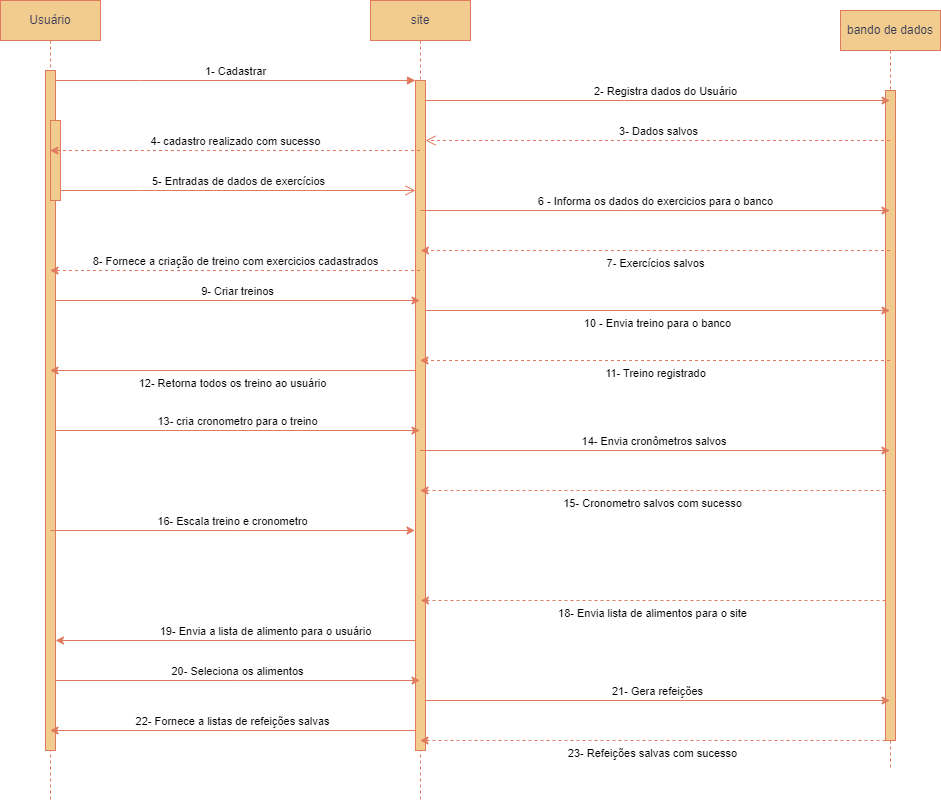 Usuário
site
bando de dados
1- Cadastrar
2- Registra dados do Usuário
3- Dados salvos
4- cadastro realizado com sucesso
5- Entradas de dados de exercícios
6 - Informa os dados do exercicios para o banco
7- Exercícios salvos
8- Fornece a criação de treino com exercicios cadastrados
9- Criar treinos
10 - Envia treino para o banco
11- Treino registrado
12- Retorna todos os treino ao usuário
13- cria cronometro para o treino
14- Envia cronômetros salvos
15- Cronometro salvos com sucesso
16- Escala treino e cronometro
18- Envia lista de alimentos para o site
19- Envia a lista de alimento para o usuário
20- Seleciona os alimentos
21- Gera refeições
22- Fornece a listas de refeições salvas
23- Refeições salvas com sucesso